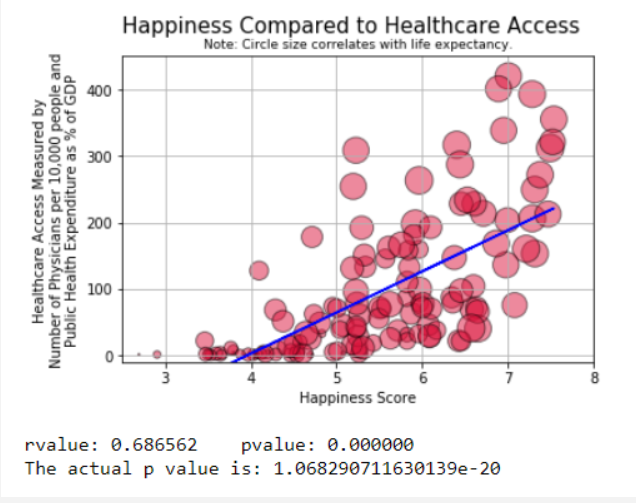 Happiness Compared to Healthcare Access
Note: Circle size correlates with life expectancy.
Healthcare Access Measured by
Number of Physicians per 10,000 people and
Public Health Expenditure as % of GDP
400
300
200
100
0
3 4 5 6 7 8
Happiness Score
rvalue: 0.686562 pvalue: 0.000000
The actual p value is: 1.068290711630139e-20